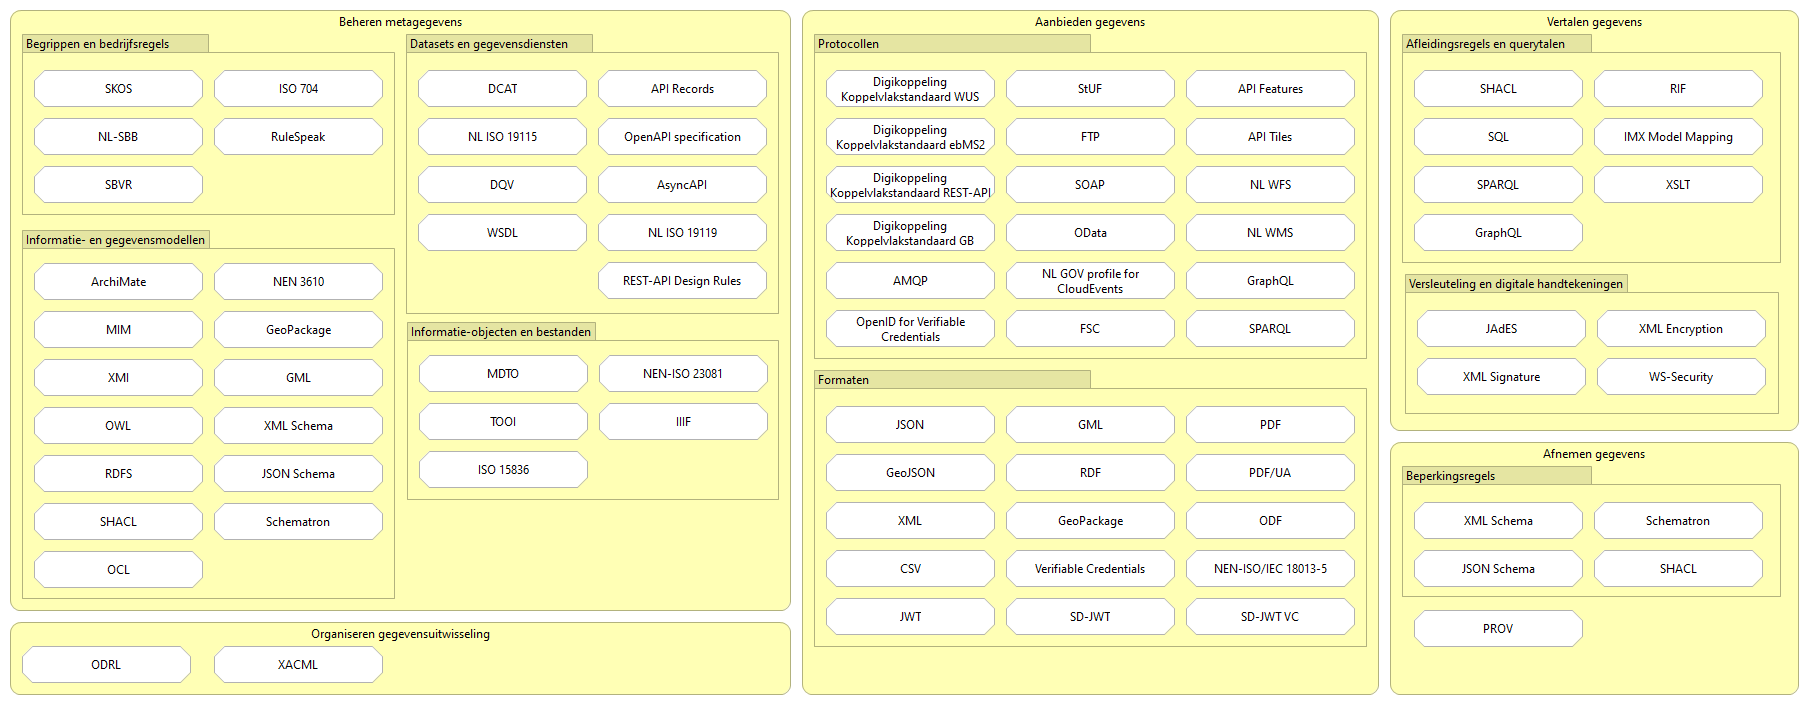 Beheren metagegevens
Begrippen en bedrijfsregels
SKOS
ISO 704
NL-SBB
RuleSpeak
SBVR
Informatie- en gegevensmodellen
ArchiMate
NEN 3610
MIM
GeoPackage
XMI
GML
OWL
XML Schema
RDFS
JSON Schema
SHACL
Schematron
OCL
Datasets en gegevensdiensten
DCAT
API Records
NL ISO 19115
OpenAPI specification
DQV
AsyncAPI
WSDL
NL ISO 19119
REST-API Design Rules
Informatie-objecten en bestanden
MDTO
NEN-ISO 23081
TOOI
IIIF
ISO 15836
Organiseren gegevensuitwisseling
ODRL
XACML
Aanbieden gegevens
Protocollen
Digikoppeling
Koppelvlakstandaard WUS
StUF
API Features
Digikoppeling
Koppelvlakstandaard ebMS2
FTP
API Tiles
Digikoppeling
Koppelvlakstandaard REST-API
SOAP
NL WFS
Digikoppeling
Koppelvlakstandaard GB
OData
NL WMS
AMQP
NL GOV profile for
CloudEvents
GraphQL
OpenID for Verifiable
Credentials
FSC
SPARQL
Formaten
JSON
GML
PDF
GeoJSON
RDF
PDF/UA
XML
GeoPackage
ODF
CSV
Verifiable Credentials
NEN-ISO/IEC 18013-5
JWT
SD-JWT
SD-JWT VC
Vertalen gegevens
Afleidingsregels en querytalen
SHACL
RIF
SQL
IMX Model Mapping
SPARQL
XSLT
GraphQL
Versleuteling en digitale handtekeningen
JAdES
XML Encryption
XML Signature
WS-Security
Afnemen gegevens
Beperkingsregels
XML Schema
Schematron
JSON Schema
SHACL
PROV